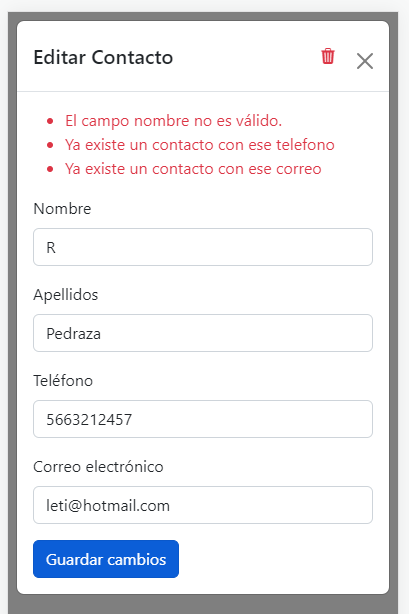 Editar Contacto
El campo nombre no es válido.
Ya existe un contacto con ese telefono
Ya existe un contacto con ese correo
Nombre
R
Apellidos
Pedraza
Teléfono
5663212457
Correo electrónico
leti@hotmail.com
Guardar cambios